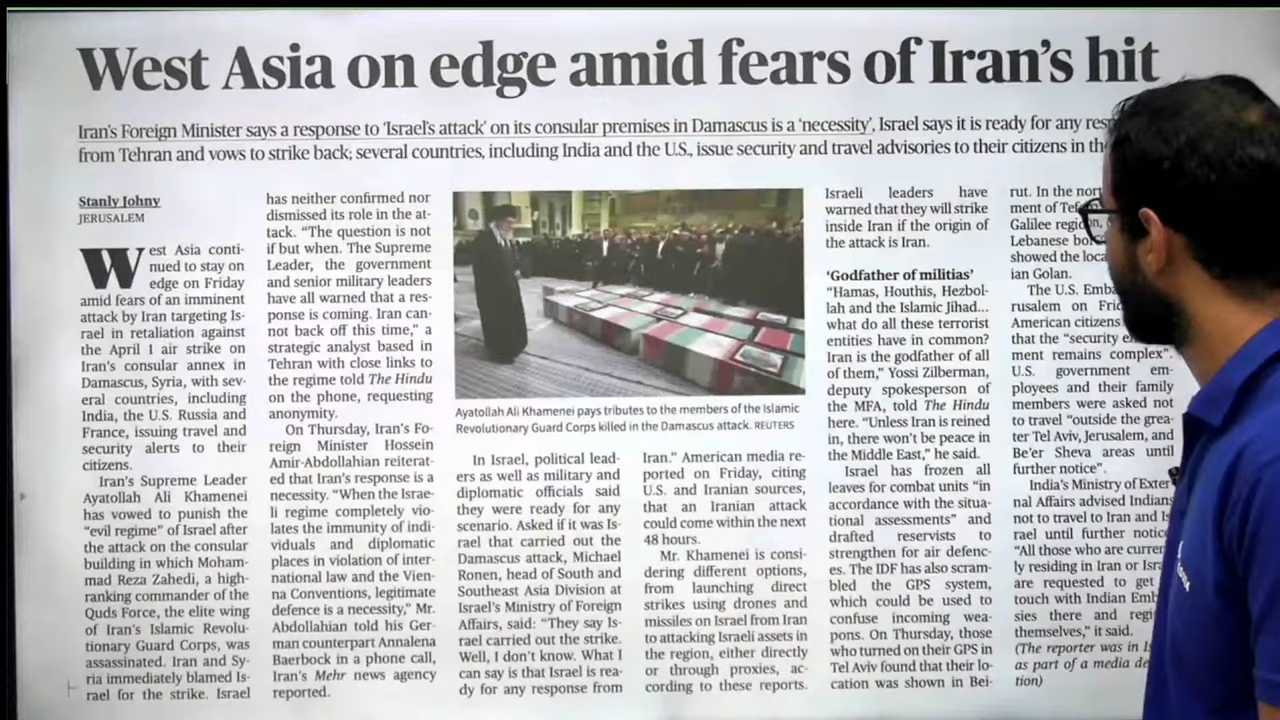 West Asia on edge amid fears of Iran's hit
Iran's Foreign Minister says a response to 'Israel's attack' on its consular premises in Damascus is a 'necessity', Israel says it is ready for any
from Tehran and vows to strike back; several countries, including India and the U.S., issue security and travel advisories to their citizens in
Stanly Johny
JERUSALEM
West Asia conti-
nued to stay on
edge on Friday
amid fears of an imminent
attack by Iran targeting Is-
rael in retaliation against
the April 1 air strike on
Iran's consular annex in
Damascus, Syria, with sev-
eral countries, including
India, the U.S. Russia and
France, issuing travel and
security alerts to their
citizens.
Iran's Supreme Leader
Ayatollah Ali Khamenei
has vowed to punish the
"evil regime" of Israel after
the attack on the consular
building in which Moham-
mad Reza Zahedi, a high-
ranking commander of the
Quds Force, the elite wing
of Iran's Islamic Revolu-
tionary Guard Corps, was
assassinated. Iran and Sy-
ria immediately blamed Is-
rael for the strike. Israel
has neither confirmed nor
dismissed its role in the at-
tack. "The question is not
if but when. The Supreme
Leader, the government
and senior military leaders
have all warned that a res-
ponse is coming. Iran can-
not back off this time," a
strategic analyst based in
Tehran with close links to
the regime told The Hindu
on the phone, requesting
anonymity.
On Thursday, Iran's Fo-
reign Minister Hossein
Amir-Abdollahian reiterat-
ed that Iran's response is a
necessity. "When the Israe-
li regime completely vio-
lates the immunity of indi-
viduals and diplomatic
places in violation of inter-
national law and the Vien-
na Conventions, legitimate
defence is a necessity," Mr.
Abdollahian told his Ger-
man counterpart Annalena
Baerbock in a phone call,
Iran's Mehr news agency
reported.
Ayatollah Ali Khamenei pays tributes to the members of the Islamic
Revolutionary Guard Corps killed in the Damascus attack. REUTERS
In Israel, political lead-
ers as well as military and
diplomatic officials said
they were ready for any
scenario. Asked if it was Is-
rael that carried out the
Damascus attack, Michael
Ronen, head of South and
Southeast Asia Division at
Israel's Ministry of Foreign
Affairs, said: "They say Is-
rael carried out the strike.
Well, I don't know. What I
can say is that Israel is rea-
dy for any response from
Iran." American media re-
ported on Friday, citing
U.S. and Iranian sources,
that an Iranian attack
could come within the next
48 hours.
Mr. Khamenei is consi-
dering different options,
from launching direct
strikes using drones and
missiles on Israel from Iran
to attacking Israeli assets in
the region, either directly
or through proxies, ac-
cording to these reports.
Israeli leaders have
warned that they will strike
inside Iran if the origin of
the attack is Iran.
'Godfather of militias'
"Hamas, Houthis, Hezbol-
lah and the Islamic Jihad...
what do all these terrorist
entities have in common?
Iran is the godfather of all
of them," Yossi Zilberman,
deputy spokesperson of
the MFA, told The Hindu
here. "Unless Iran is reined
in, there won't be peace in
the Middle East," he said.
Israel has frozen all
leaves for combat units "in
accordance with the situa-
tional assessments" and
drafted reservists to
strengthen for air defenc-
es. The IDF has also scram-
bled the GPS system,
which could be used to
confuse incoming wea-
pons. On Thursday, those
who turned on their GPS in
Tel Aviv found that their lo-
cation was shown in Bei-
rut. In the
ment of
Galilee
Lebanese
showed the
ian Golan.
The U.S.
rusalem on
American citizens
that the "security
ment remains complex".
U.S. government em-
ployees and their family
members were asked not
to travel "outside the grea-
ter Tel Aviv, Jerusalem, and
Be'er Sheva areas until
further notice".
India's Ministry of Exter
nal Affairs advised Indians
not to travel to Iran and
rael until further
"All those who are
ly residing in Iran or
are requested to get
touch with Indian
sies there and
themselves," it said.
(The reporter was in
as part of a media
tion)